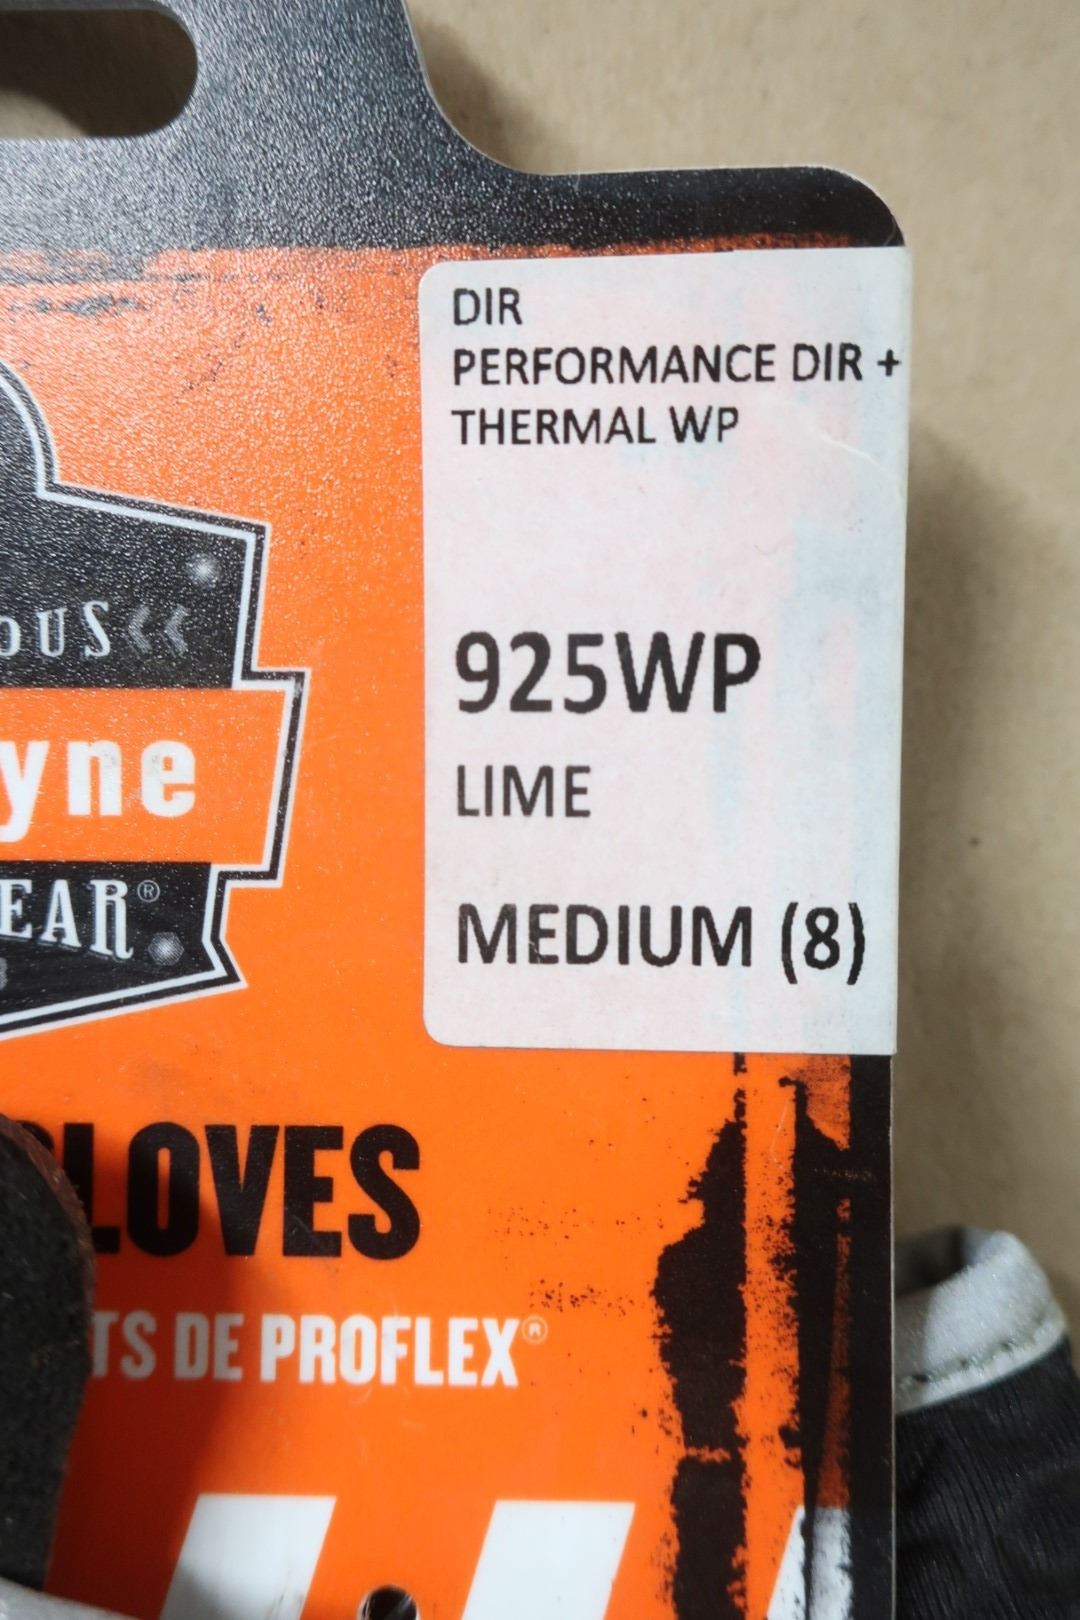 DIR
PERFORMANCE DIR +
THERMAL WP
925WP
LIME
MEDIUM (8)
OUS
yne
EAR®
LOVES
TS DE PROFLEX®